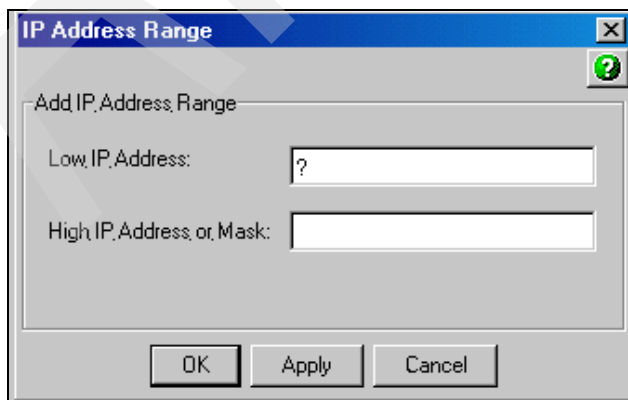 IP Address Range
?
Add IP Address Range
Low IP Address:
?
High IP Address or Mask:
OK
Apply
Cancel